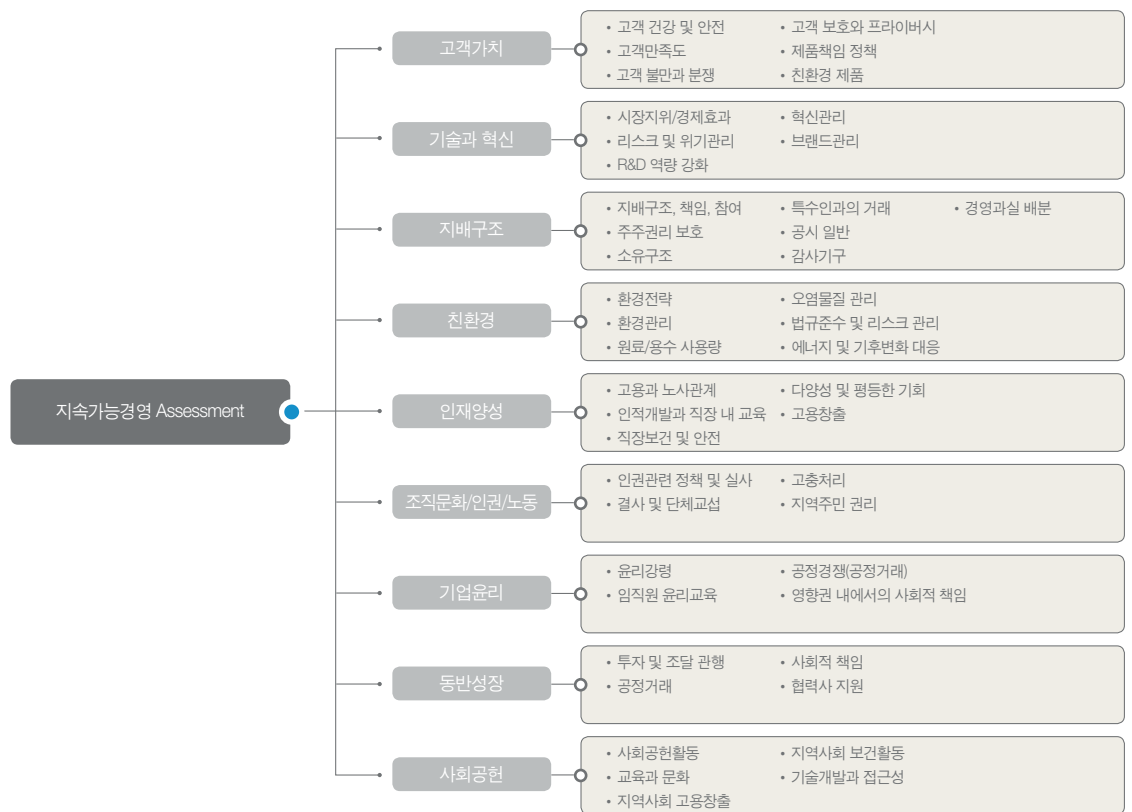 고객가치
• 고객 건강 및 안전
• 고객만족도
• 고객 불만과 분쟁
• 고객 보호와 프라이버시
• 제품책임 정책
• 친환경 제품
기술과 혁신
• 시장지위/경제효과
• 리스크 및 위기관리
• R&D 역량 강화
• 혁신관리
• 브랜드관리
지배구조
• 지배구조, 책임, 참여
• 주주권리 보호
• 소유구조
• 특수인과의 거래
• 공시 일반
• 감사기구
• 경영과실 배분
친환경
• 환경전략
• 환경관리
• 원료/용수 사용량
• 오염물질 관리
• 법규준수 및 리스크 관리
• 에너지 및 기후변화 대응
지속가능경영 Assessment
인재양성
• 고용과 노사관계
• 인적개발과 직장 내 교육
• 직장보건 및 안전
• 다양성 및 평등한 기회
• 고용창출
조직문화/인권/노동
• 인권관련 정책 및 실사
• 결사 및 단체교섭
• 고충처리
• 지역주민 권리
기업윤리
• 윤리강령
• 임직원 윤리교육
• 공정경쟁(공정거래)
• 영향권 내에서의 사회적 책임
동반성장
• 투자 및 조달 관행
• 공정거래
• 사회적 책임
• 협력사 지원
사회공헌
• 사회공헌활동
• 교육과 문화
• 지역사회 고용창출
• 지역사회 보건활동
• 기술개발과 접근성